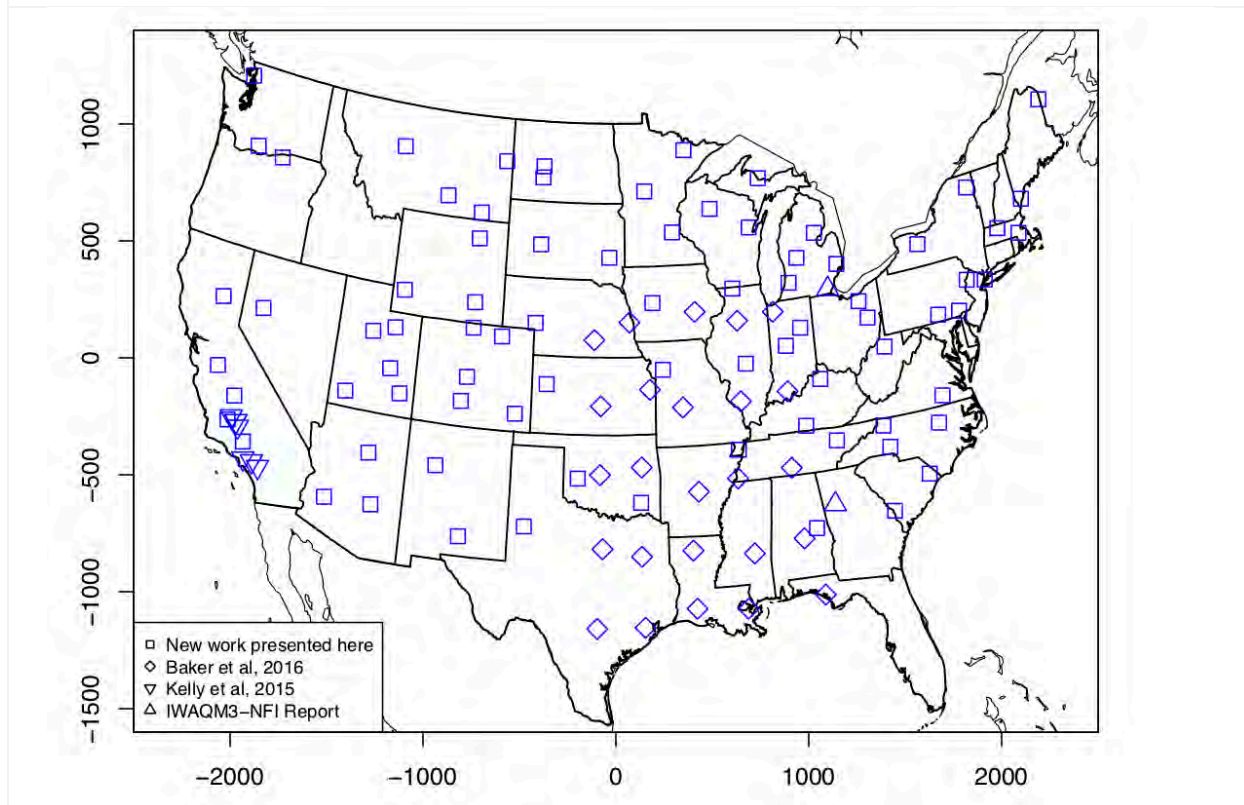 1000
500
0
−500
−1000
−1500
New work presented here
Baker et al, 2016
Kelly et al, 2015
IWAQM3−NFI Report
−2000
−1000
0
1000
2000